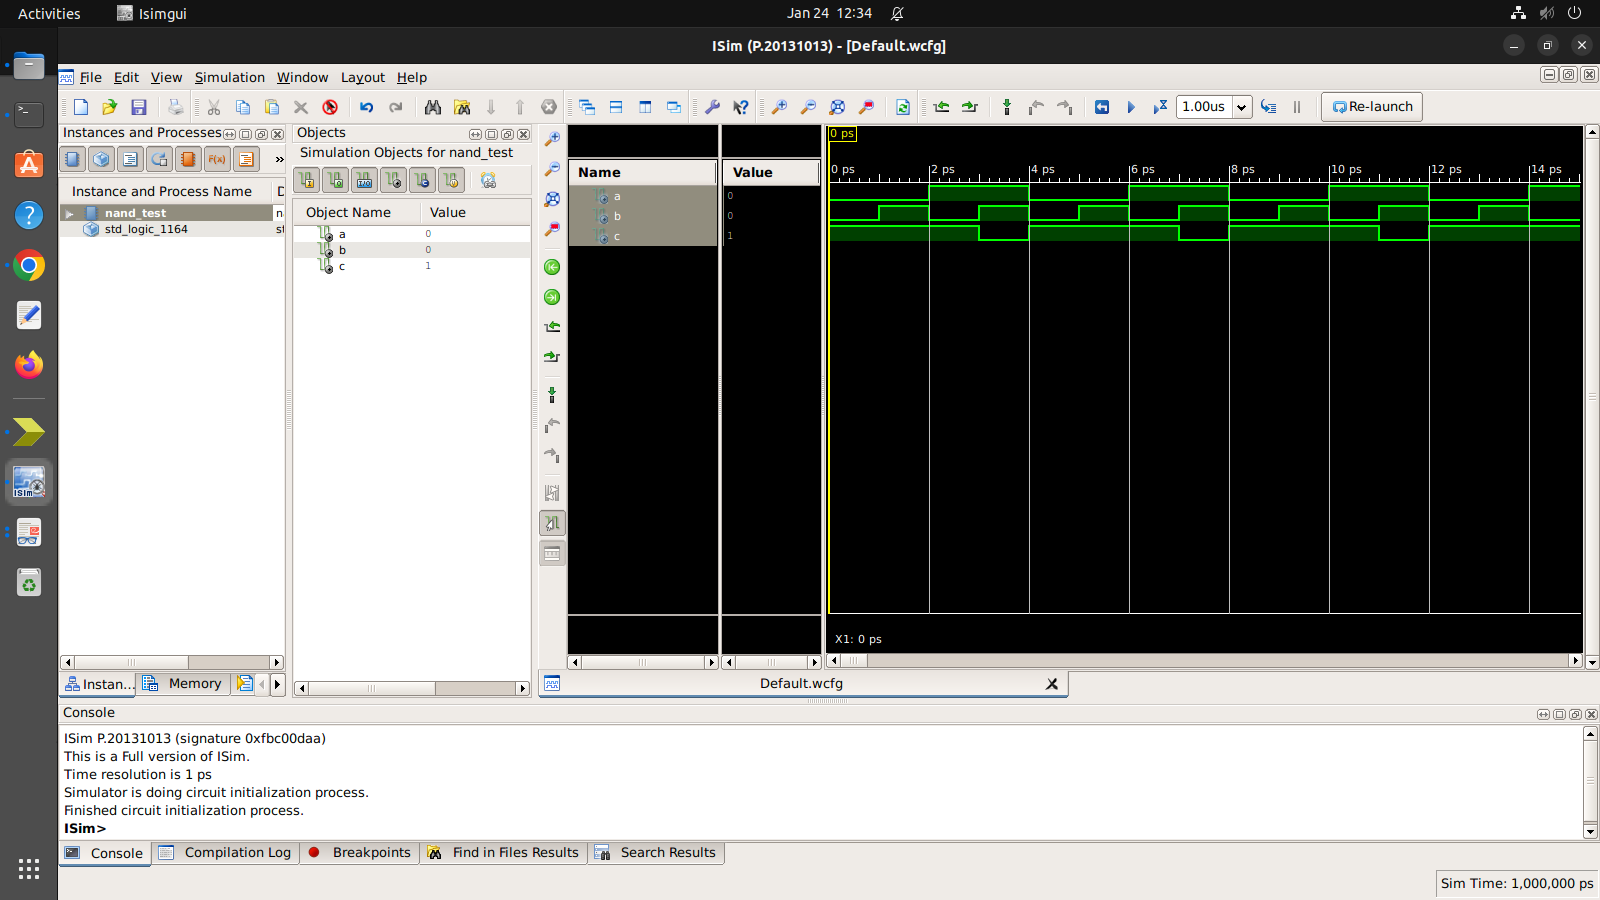 Activities
Isimgui
Jan 24 12:34
ISim (P.20131013) - [Default.wcfg]
File Edit View Simulation Window Layout Help
1.00us
Re-launch
Instances and Processes
F(x)
»
Instance and Process Name
D
nand_test
std_logic_1164
Instan...
Memory
Objects
Simulation Objects for nand_test
Object Name Value
a 0
b 0
c 1
Name Value
a 0
b 0
c 1
0 ps
0 ps 2 ps 4 ps 6 ps 8 ps 10 ps 12 ps 14 ps
X1: 0 ps
Default.wcfg
ISim
Console
ISim P.20131013 (signature 0xfbc00daa)
This is a Full version of ISim.
Time resolution is 1 ps
Simulator is doing circuit initialization process.
Finished circuit initialization process.
ISim>
Console Compilation Log Breakpoints Find in Files Results Search Results
Sim Time: 1,000,000 ps